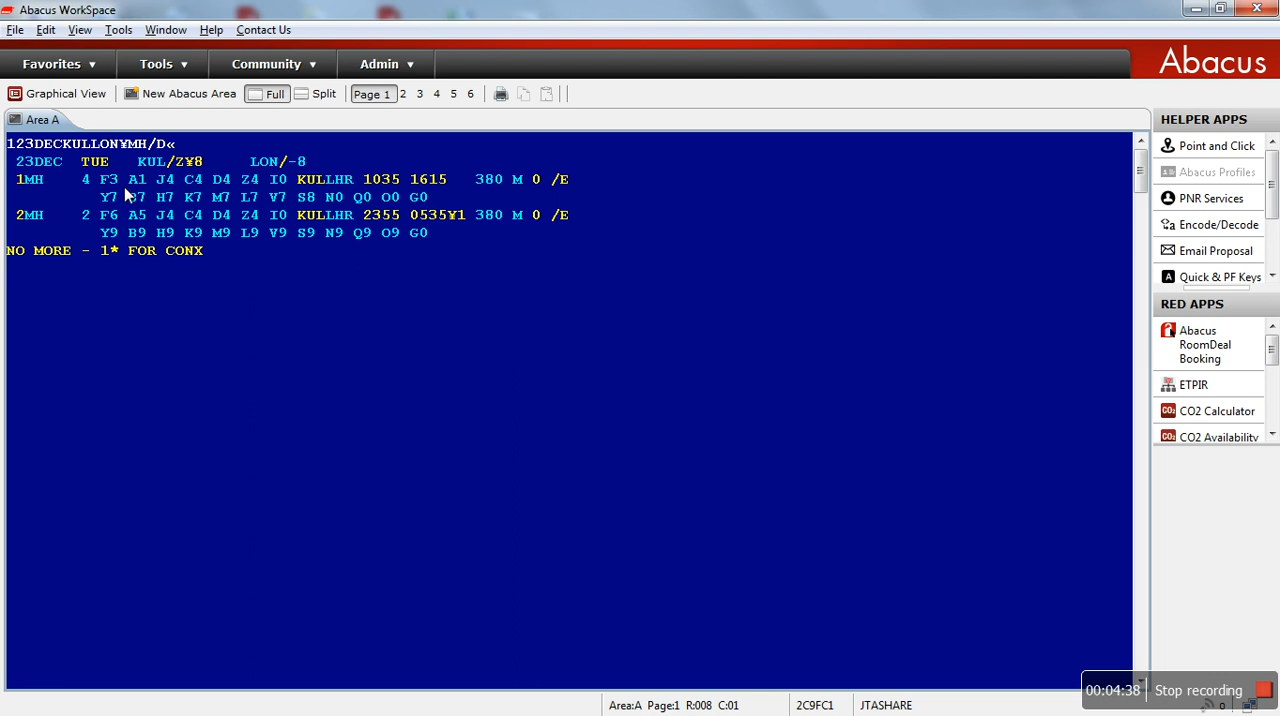 Abacus WorkSpace
File Edit View Tools Window Help Contact Us
Favorites Tools Community Admin Abacus
Graphical View New Abacus Area Full Split Page 1 2 3 4 5 6
Area A
123DECKULLON¥MH/D«
23DEC TUE KUL/Z¥8 LON/-8
1MH 4 F3 A1 J4 C4 D4 Z4 I0 KULLHR 1035 1615 380 M 0 /E
Y7 B7 H7 K7 M7 L7 V7 S8 N0 Q0 O0 G0
2MH 2 F6 A5 J4 C4 D4 Z4 I0 KULLHR 2355 0535¥1 380 M 0 /E
Y9 B9 H9 K9 M9 L9 V9 S9 N9 Q9 O9 G0
NO MORE - 1* FOR CONX
HELPER APPS
Point and Click
Abacus Profiles
PNR Services
Encode/Decode
Email Proposal
Quick & PF Keys
RED APPS
Abacus
RoomDeal
Booking
ETPIR
CO2 CO2 Calculator
CO2 CO2 Availability
00:04:38 Stop recording
Area:A Page:1 R:008 C:01 2C9FC1 JTASHARE 0